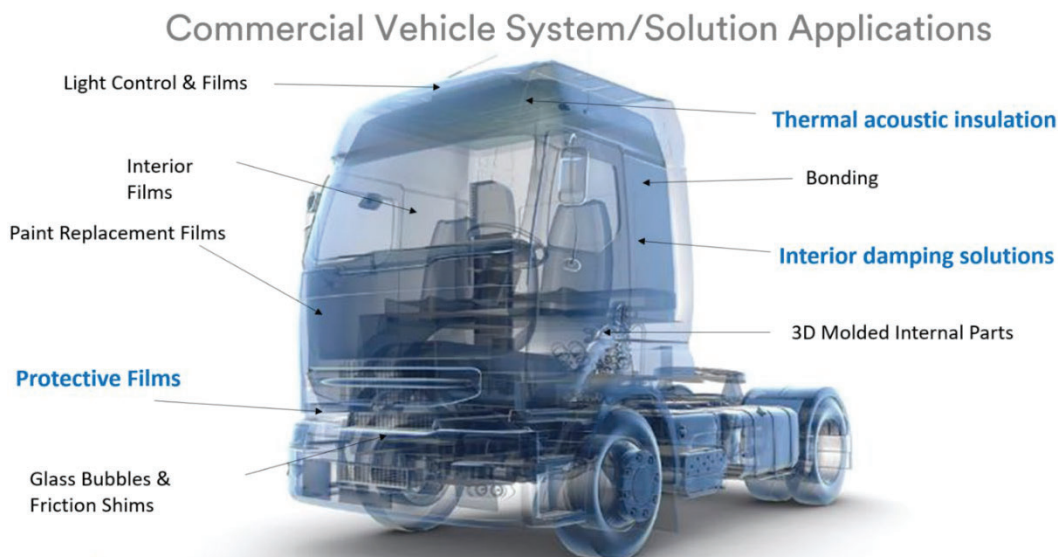 Commercial Vehicle System/Solution Applications
Light Control & Films
Thermal acoustic insulation
Interior
Films
Bonding
Paint Replacement Films
Interior damping solutions
3D Molded Internal Parts
Protective Films
Glass Bubbles &
Friction Shims